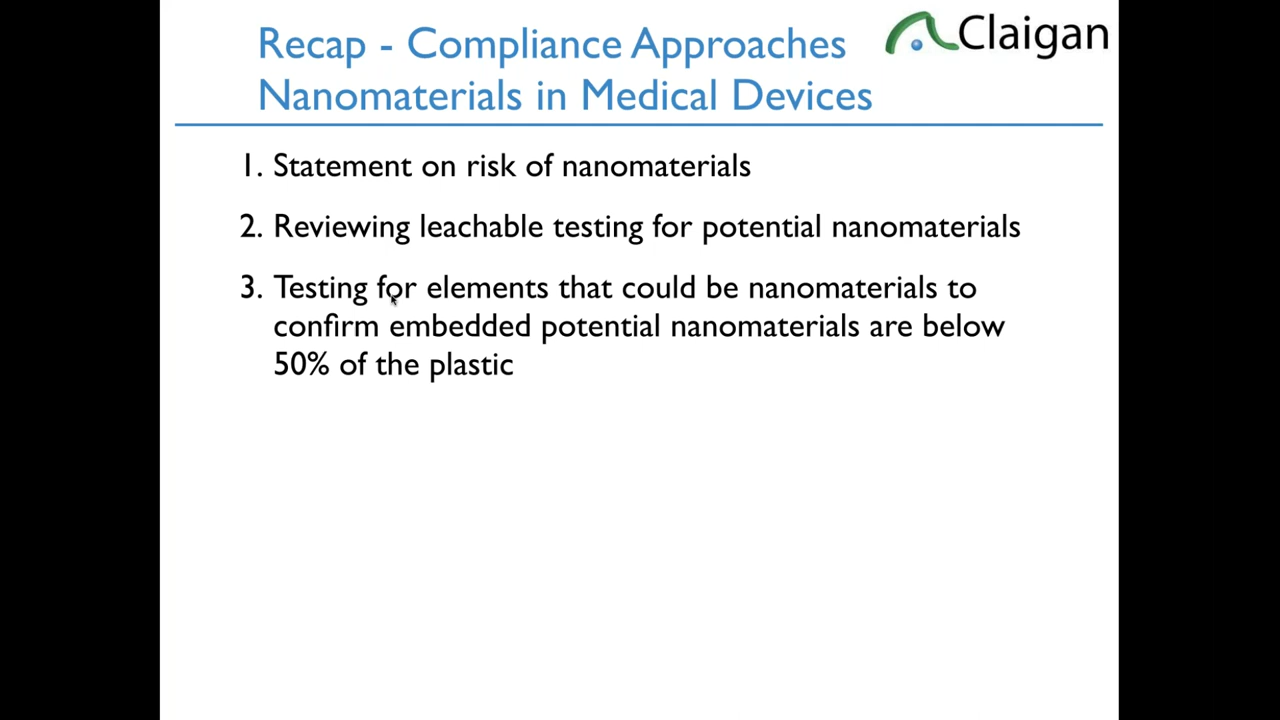 Recap - Compliance Approaches
Nanomaterials in Medical Devices
Claigan
1. Statement on risk of nanomaterials
2. Reviewing leachable testing for potential nanomaterials
3. Testing for elements that could be nanomaterials to
confirm embedded potential nanomaterials are below
50% of the plastic